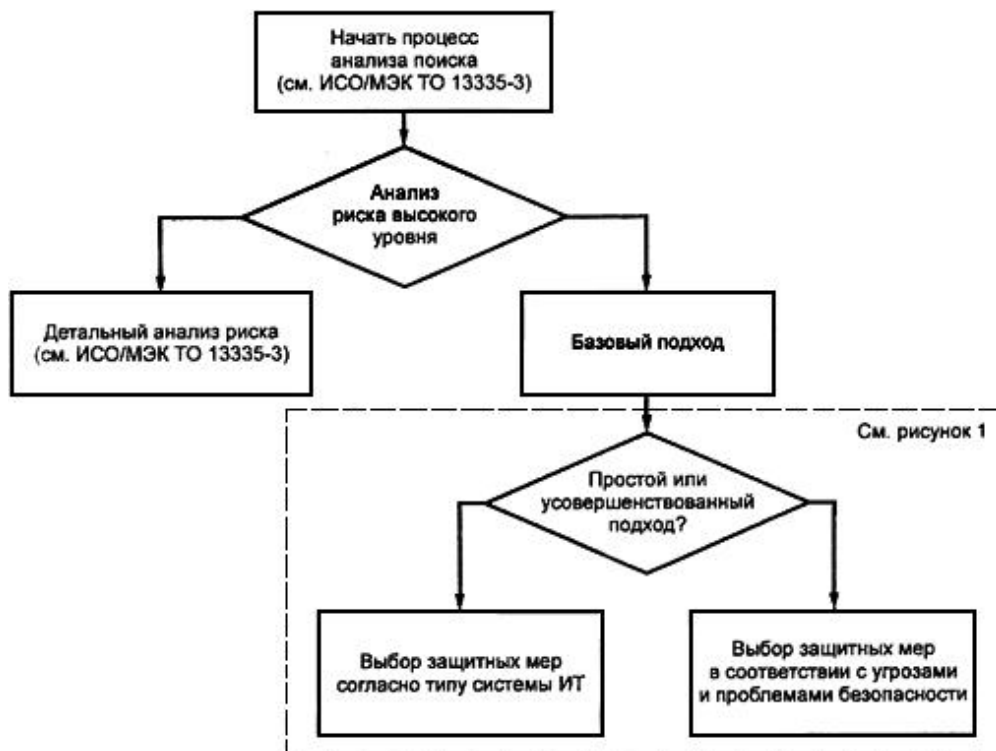 Начать процесс
анализа поиска
(см. ИСО/МЭК ТО 13335-3)
Анализ
риска высокого
уровня
Детальный анализ риска
(см. ИСО/МЭК ТО 13335-3)
Базовый подход
См. рисунок 1
Простой или
усовершенствованный
подход?
Выбор защитных мер
согласно типу системы ИТ
Выбор защитных мер
в соответствии с угрозами
и проблемами безопасности